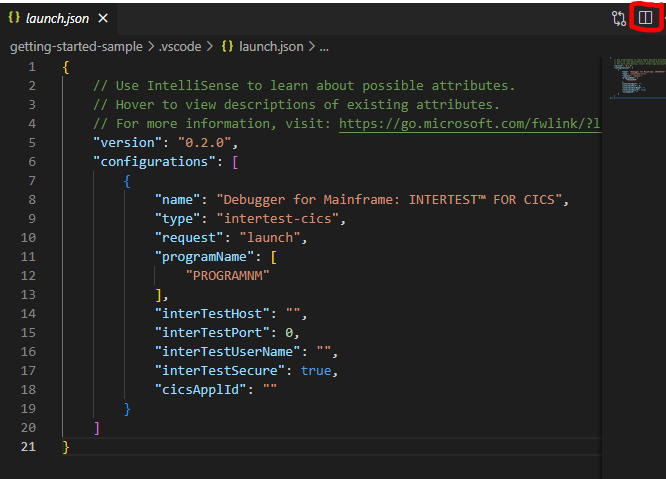 {} launch.json ×
getting-started-sample > .vscode > {} launch.json > ...
1 {
2 // Use IntelliSense to learn about possible attributes.
3 // Hover to view descriptions of existing attributes.
4 // For more information, visit: https://go.microsoft.com/fwlink/?l
5 "version": "0.2.0",
6 "configurations": [
7 {
8 "name": "Debugger for Mainframe: INTERTEST™ FOR CICS",
9 "type": "intertest-cics",
10 "request": "launch",
11 "programName": [
12 "PROGRAMNM"
13 ],
14 "interTestHost": "",
15 "interTestPort": 0,
16 "interTestUserName": "",
17 "interTestSecure": true,
18 "cicsApplId": ""
19 }
20 ]
21 }